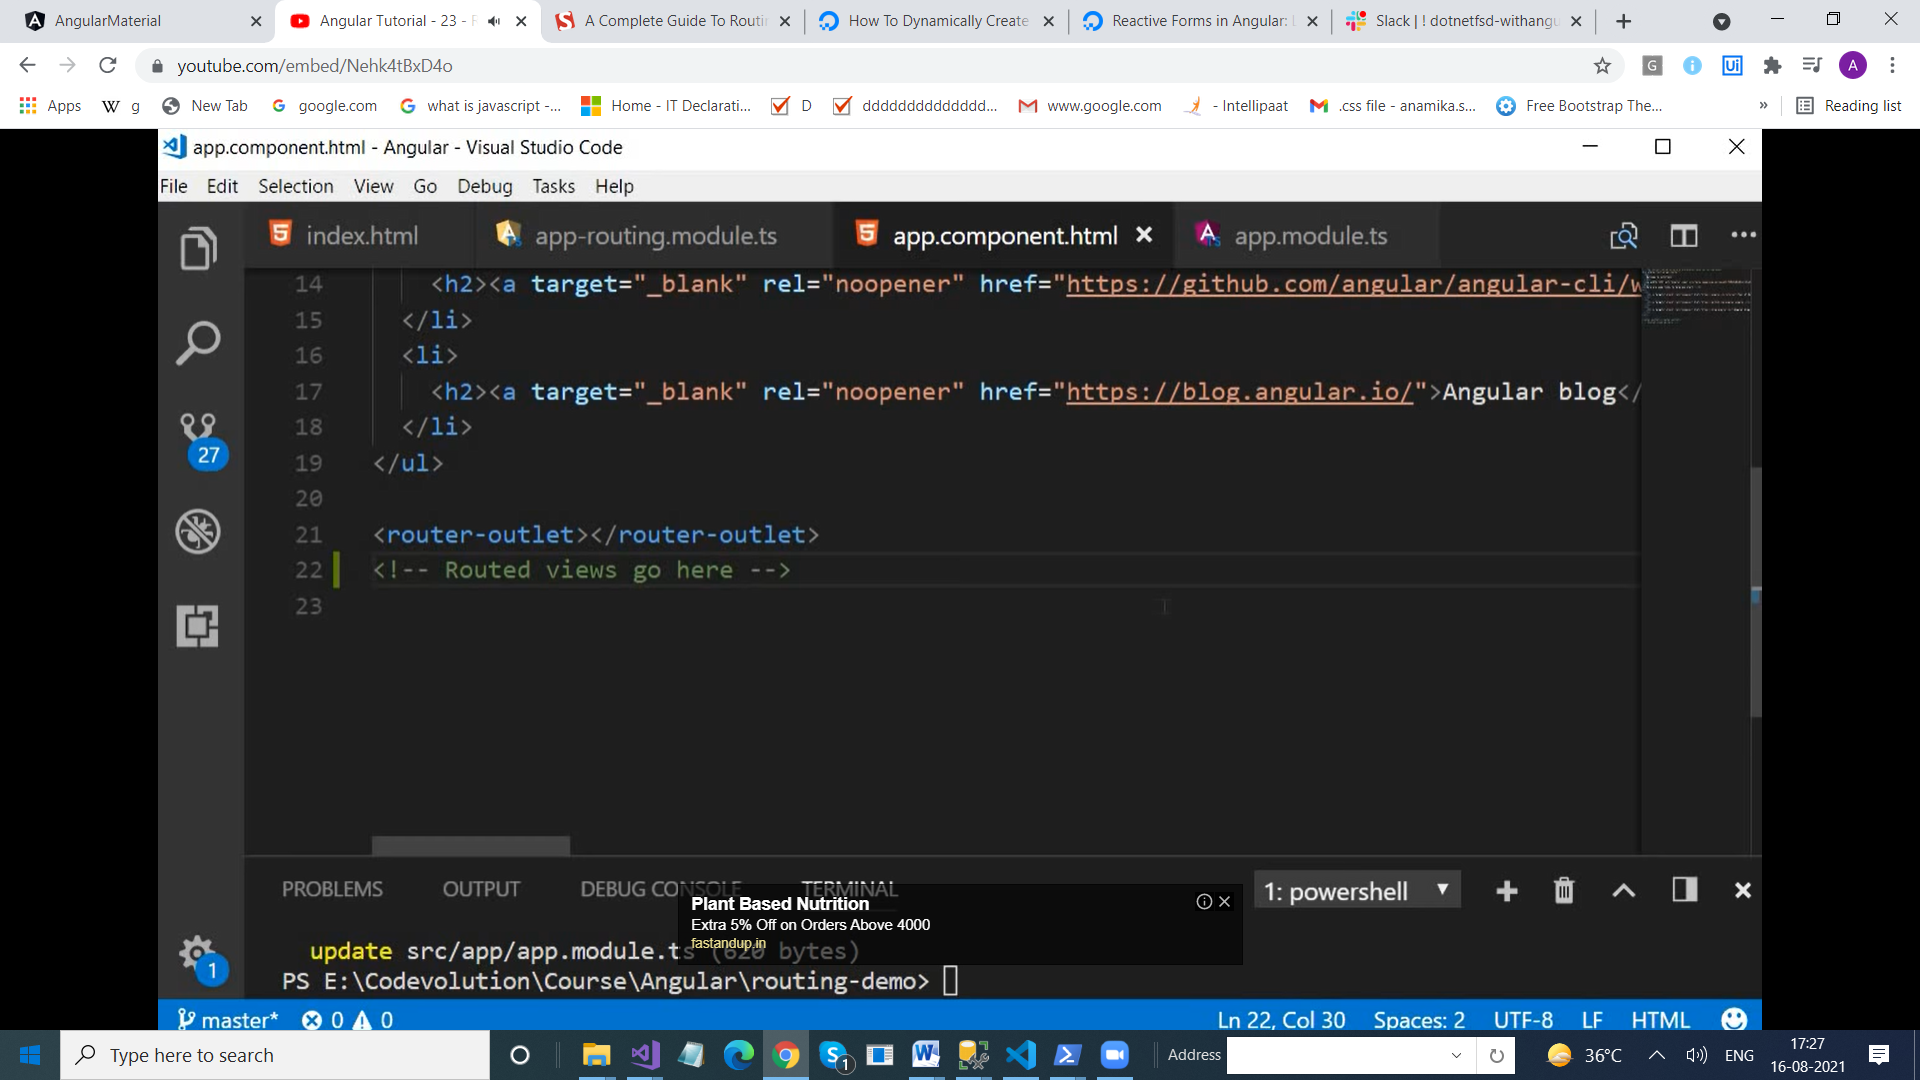 AngularMaterial
Angular Tutorial - 23 - R
A Complete Guide To Routin
How To Dynamically Create
Reactive Forms in Angular:
Slack | ! dotnetfsd-withangu
youtube.com/embed/Nehk4tBxD4o
G
Ui
A
Apps
W g
New Tab
google.com
what is javascript -...
Home - IT Declarati...
D
ddddddddddddddd...
www.google.com
- Intellipaat
.css file - anamika.s...
Free Bootstrap The...
»
Reading list
app.component.html - Angular - Visual Studio Code
File Edit Selection View Go Debug Tasks Help
index.html
app-routing.module.ts
app.component.html
app.module.ts
14 <h2><a target="_blank" rel="noopener" href="https://github.com/angular/angular-cli/w
15 </li>
16 <li>
17 <h2><a target="_blank" rel="noopener" href="https://blog.angular.io/">Angular blog</
18 </li>
19 </ul>
20
21 <router-outlet></router-outlet>
22 <!-- Routed views go here -->
23
27
PROBLEMS OUTPUT DEBUG CONSOLE TERMINAL
1: powershell
Plant Based Nutrition
Extra 5% Off on Orders Above 4000
fastandup.in
update src/app/app.module.ts (620 bytes)
PS E:\Codevolution\Course\Angular\routing-demo>
1
master* 0 0
Ln 22, Col 30 Spaces: 2 UTF-8 LF HTML
Type here to search
1
Address
36°C
ENG
17:27
16-08-2021